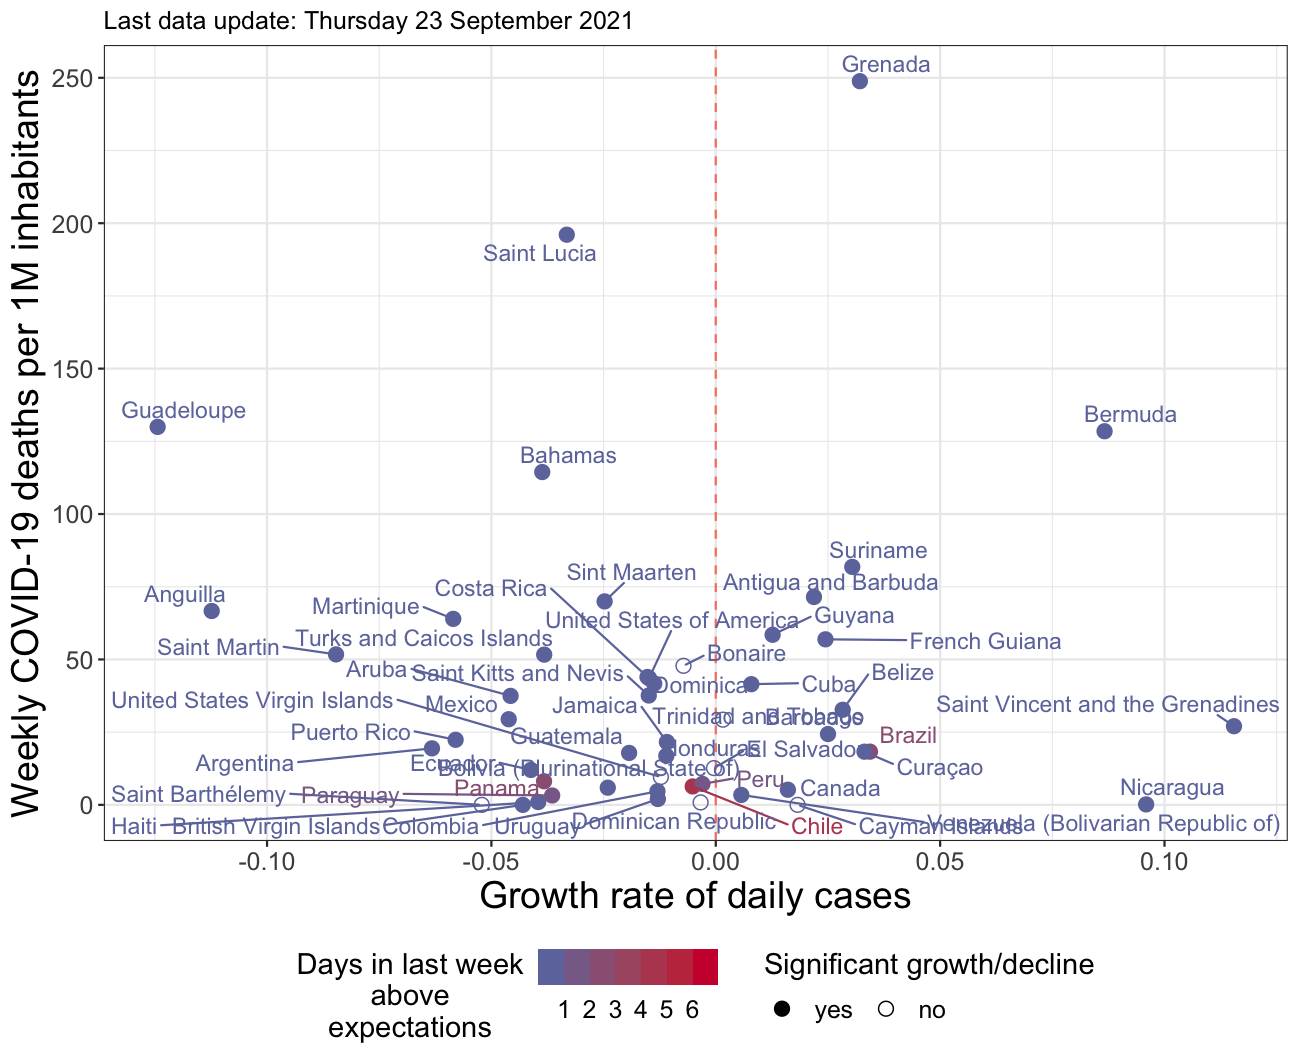 Last data update: Thursday 23 September 2021
Weekly COVID-19 deaths per 1M inhabitants
250
200
150
100
50
0
Grenada
Saint Lucia
Guadeloupe
Bermuda
Bahamas
Suriname
Sint Maarten
Antigua and Barbuda
Costa Rica
Anguilla
Martinique
United States of America
Guyana
Turks and Caicos Islands
French Guiana
Saint Martin
Bonaire
Aruba
Saint Kitts and Nevis
Belize
Dominica
Cuba
United States Virgin Islands
Mexico
Jamaica
Saint Vincent and the Grenadines
Trinidad and Tobago
Barbados
Puerto Rico
Guatemala
Brazil
Honduras
El Salvador
Argentina
Ecuador
Bolivia (Plurinational State of)
Curaçao
Peru
Panama
Canada
Nicaragua
Saint Barthélemy
Paraguay
Haiti
British Virgin Islands
Colombia
Uruguay
Dominican Republic
Chile
Cayman Islands
Venezuela (Bolivarian Republic of)
-0.10
-0.05
0.00
0.05
0.10
Growth rate of daily cases
Days in last week
above
expectations
1 2 3 4 5 6
Significant growth/decline
yes
no